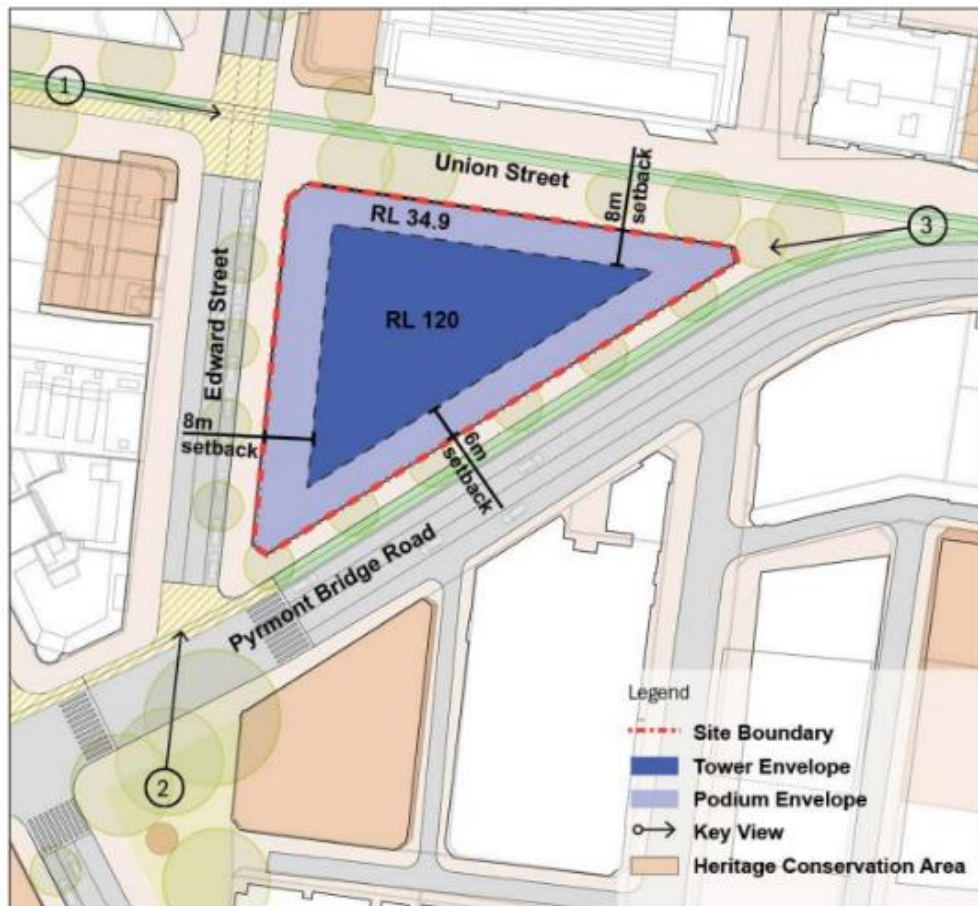 1
Union Street
8m
setback
3
RL 34.9
RL 120
Edward Street
8m
setback
6m
setback
Pyrmont Bridge Road
2
Legend
Site Boundary
Tower Envelope
Podium Envelope
Key View
Heritage Conservation Area